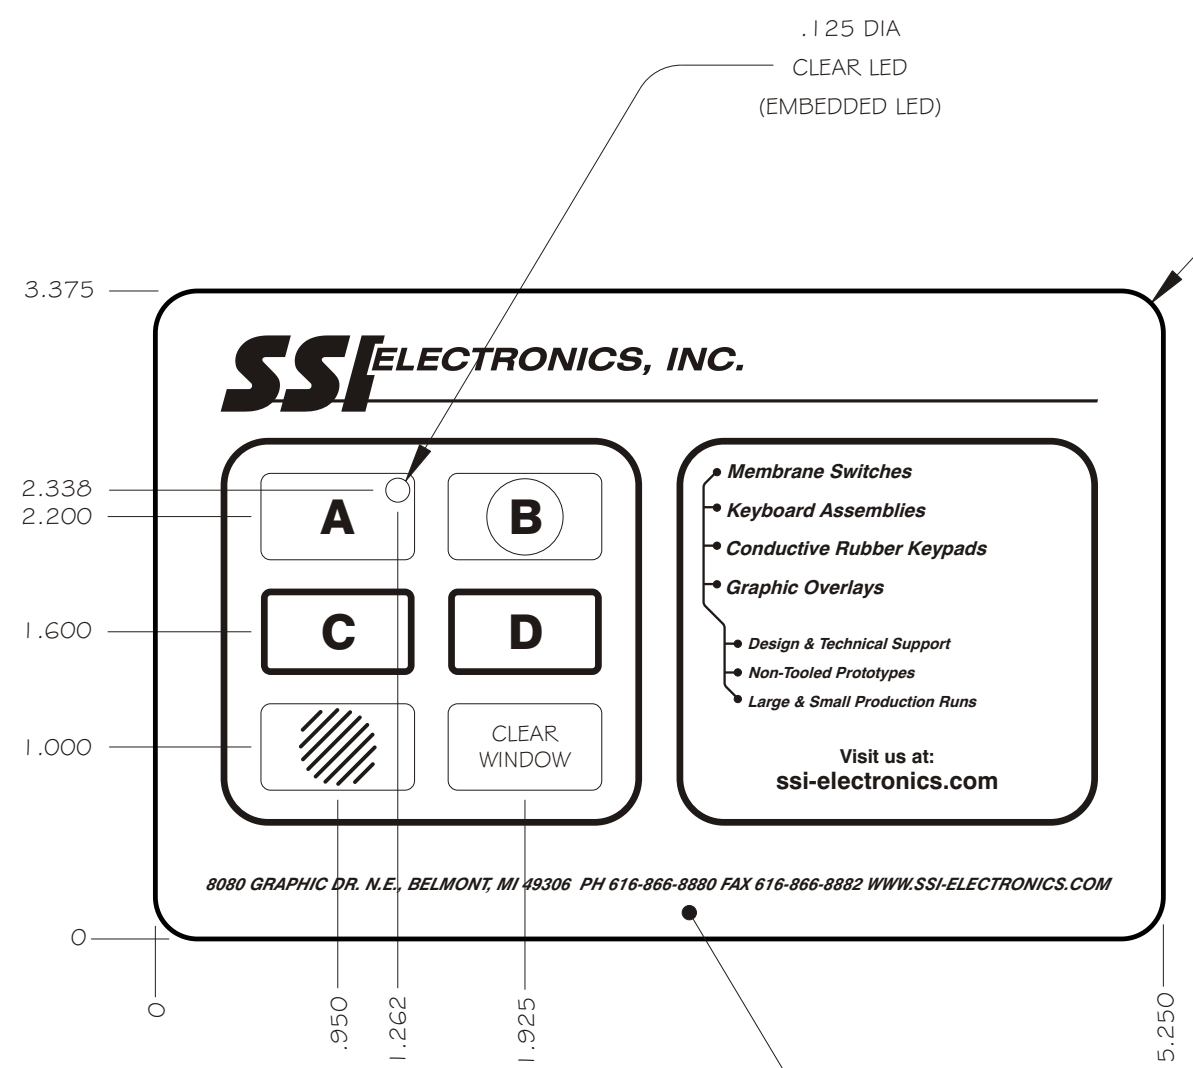 .125 DIA
CLEAR LED
(EMBEDDED LED)
3.375
SSI ELECTRONICS, INC.
2.338
2.200
1.600
1.000
0
A
B
C
D
CLEAR
WINDOW
Membrane Switches
Keyboard Assemblies
Conductive Rubber Keypads
Graphic Overlays
Design & Technical Support
Non-Tooled Prototypes
Large & Small Production Runs
Visit us at:
ssi-electronics.com
8080 GRAPHIC DR. N.E., BELMONT, MI 49306 PH 616-866-8880 FAX 616-866-8882 WWW.SSI-ELECTRONICS.COM
0
.950
1.262
1.925
5.250